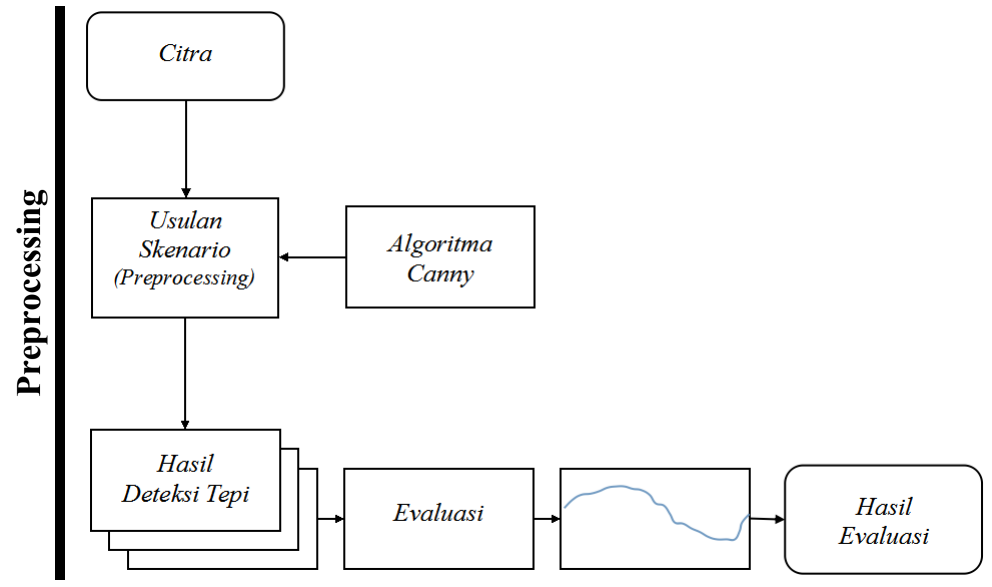 Preprocessing
Citra
Usulan
Skenario
(Preprocessing)
Algoritma
Canny
Hasil
Deteksi Tepi
Evaluasi
Hasil
Evaluasi